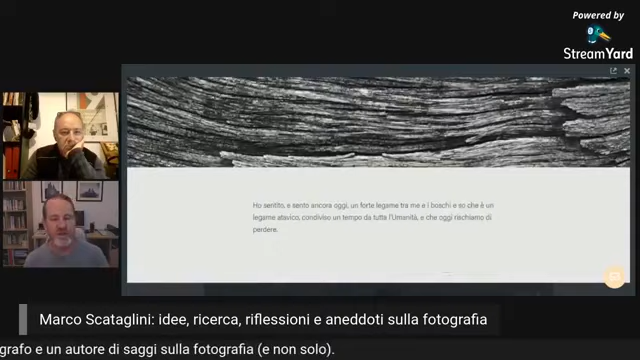 Powered by
StreamYard
Ho sentito, e sento ancora oggi, un forte legame tra me e i boschi e so che è un
legame atavico, condiviso un tempo da tutta l'Umanità, e che oggi rischiamo di
perdere.
Marco Scataglini: idee, ricerca, riflessioni e aneddoti sulla fotografia
grafo e un autore di saggi sulla fotografia (e non solo).